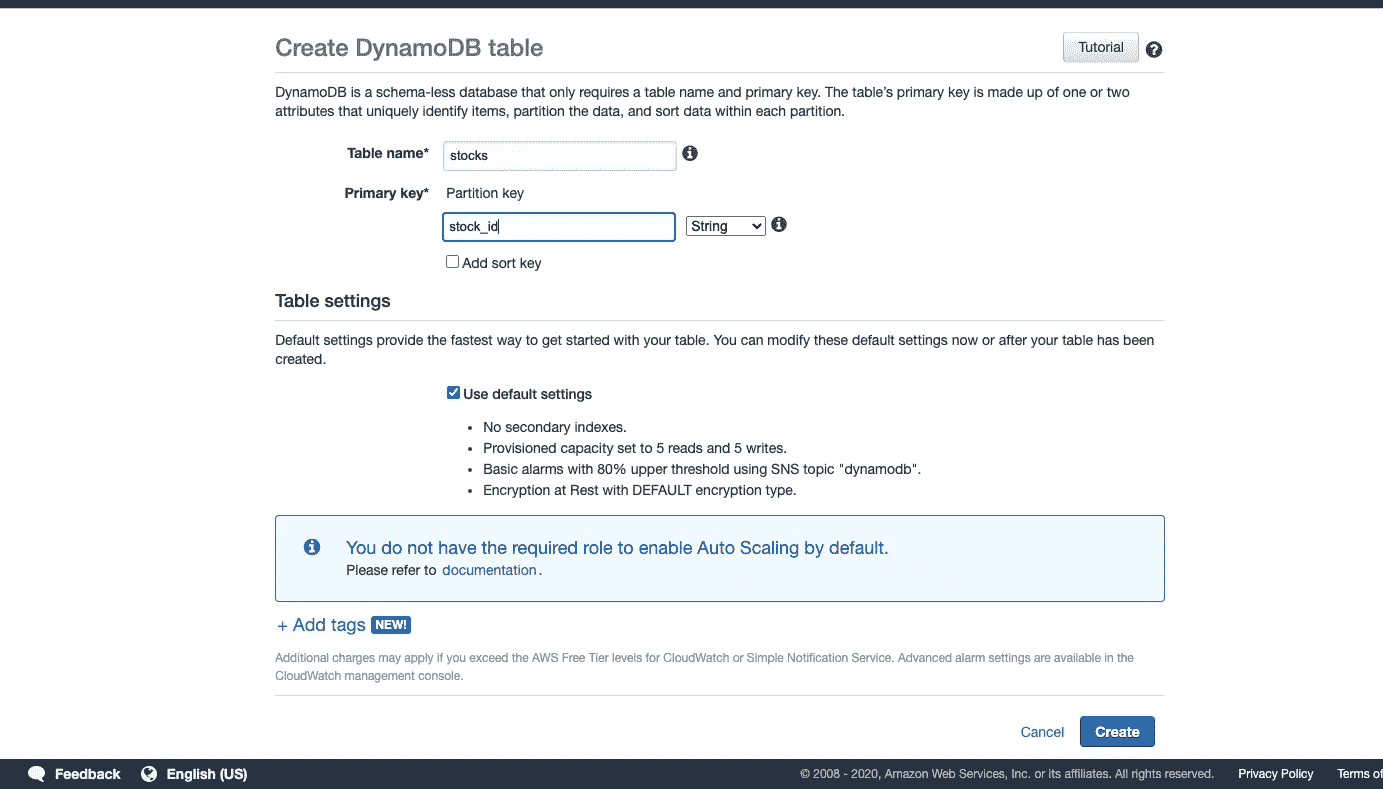 Create DynamoDB table
Tutorial
DynamoDB is a schema-less database that only requires a table name and primary key. The table's primary key is made up of one or two
attributes that uniquely identify items, partition the data, and sort data within each partition.
Table name* stocks
Primary key* Partition key
stock_id String
Add sort key
Table settings
Default settings provide the fastest way to get started with your table. You can modify these default settings now or after your table has been
created.
Use default settings
• No secondary indexes.
• Provisioned capacity set to 5 reads and 5 writes.
• Basic alarms with 80% upper threshold using SNS topic "dynamodb".
• Encryption at Rest with DEFAULT encryption type.
You do not have the required role to enable Auto Scaling by default.
Please refer to documentation.
+ Add tags NEW!
Additional charges may apply if you exceed the AWS Free Tier levels for CloudWatch or Simple Notification Service. Advanced alarm settings are available in the
CloudWatch management console.
Cancel Create
Feedback English (US) © 2008 - 2020, Amazon Web Services, Inc. or its affiliates. All rights reserved. Privacy Policy Terms of